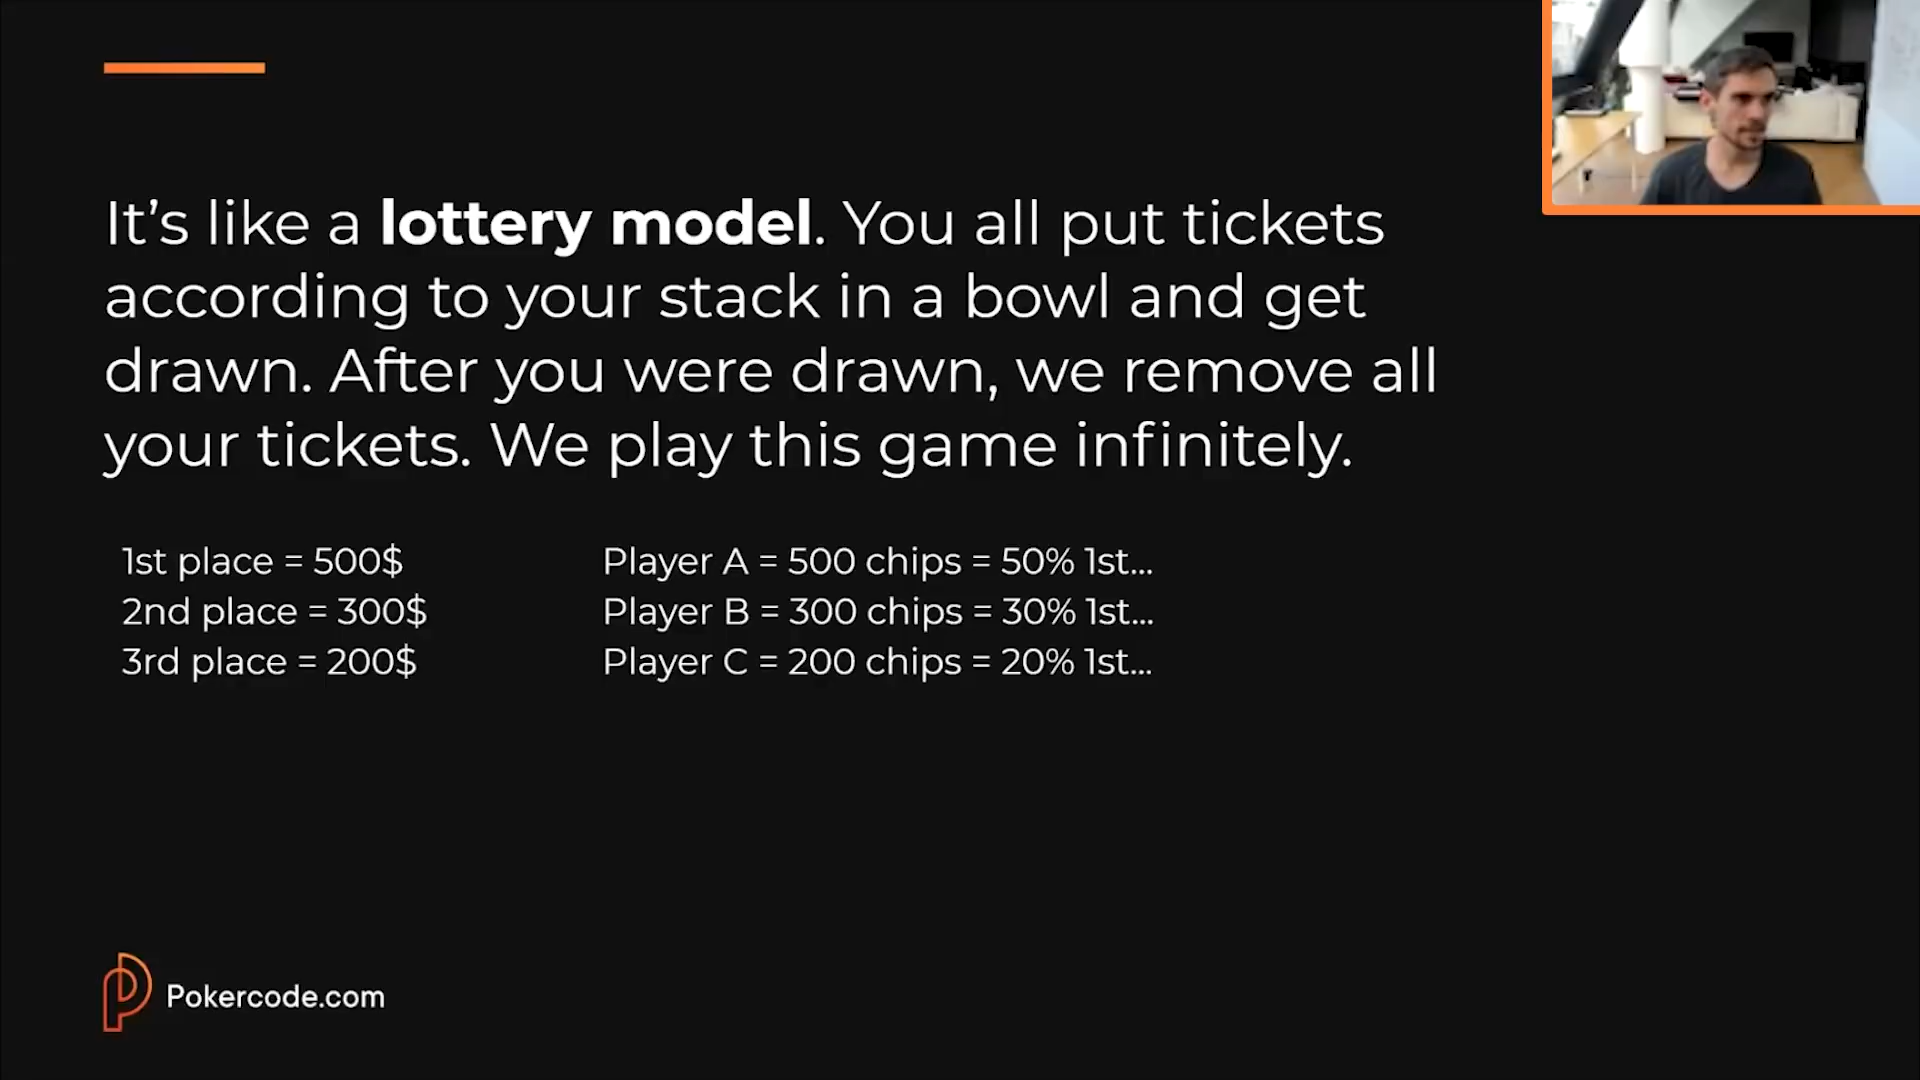 It’s like a lottery model. You all put tickets
according to your stack in a bowl and get
drawn. After you were drawn, we remove all
your tickets. We play this game infinitely.
1st place = 500$
2nd place = 300$
3rd place = 200$
Player A = 500 chips = 50% 1st...
Player B = 300 chips = 30% 1st...
Player C = 200 chips = 20% 1st...
Pokercode.com